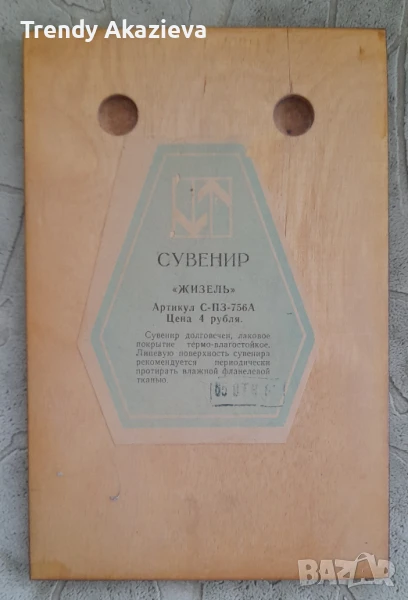 Trendy Akazieva
СУВЕНИР
«ЖИЗЕЛЬ»
Артикул С-ПЗ-756А
Цена 4 рубля.
Сувенир долговечен, лаковое
покрытие термо-влагостойкое.
Лицевую поверхность сувенира
рекомендуется периодически
протирать влажной фланелевой
тканью.
BAZAR